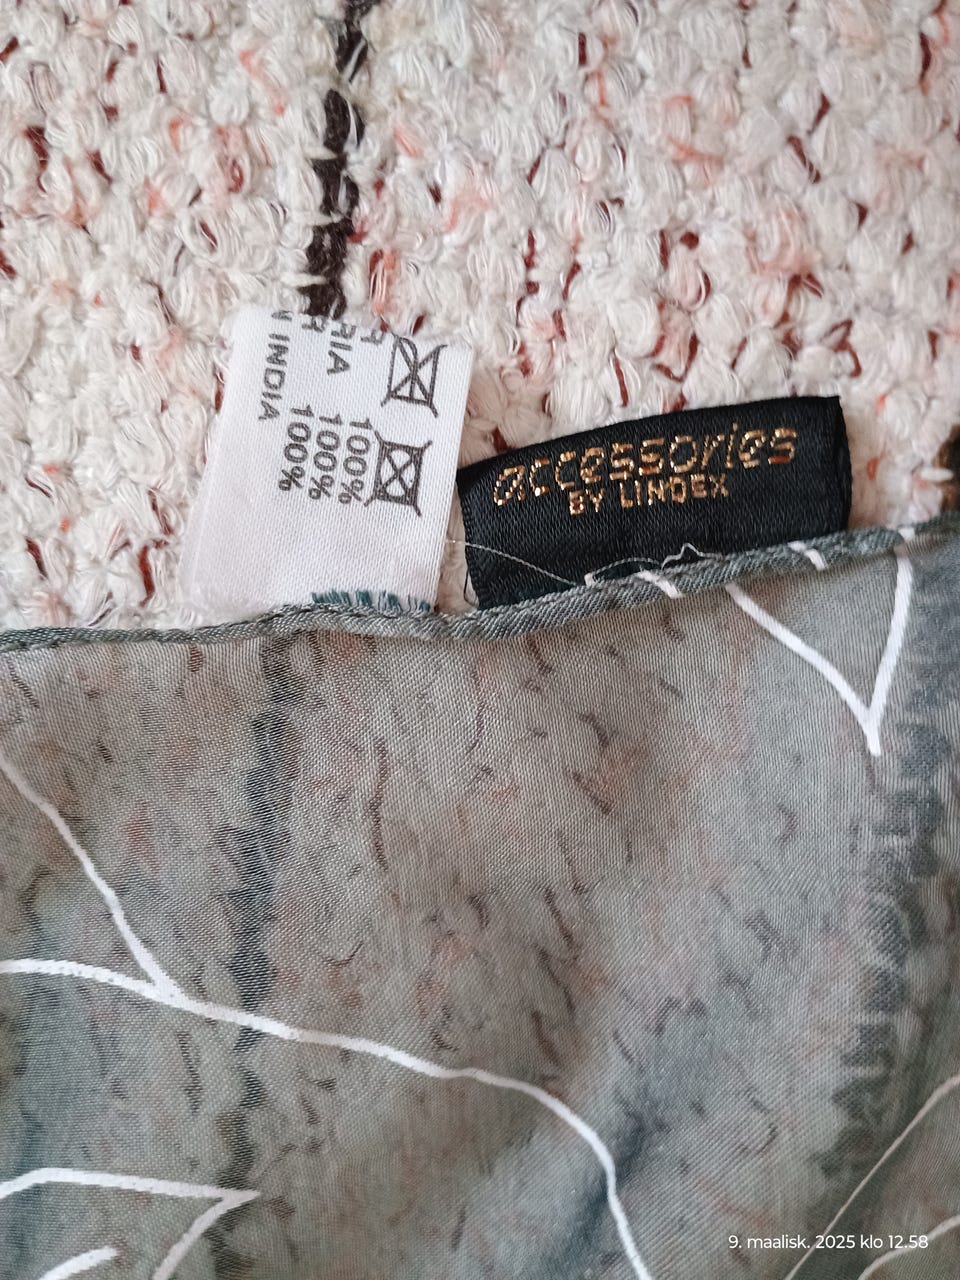 R 100%
RIA 100%
R 100%
N INDIA
accessories
BY LINDEX
9. maalisk. 2025 klo 12.58